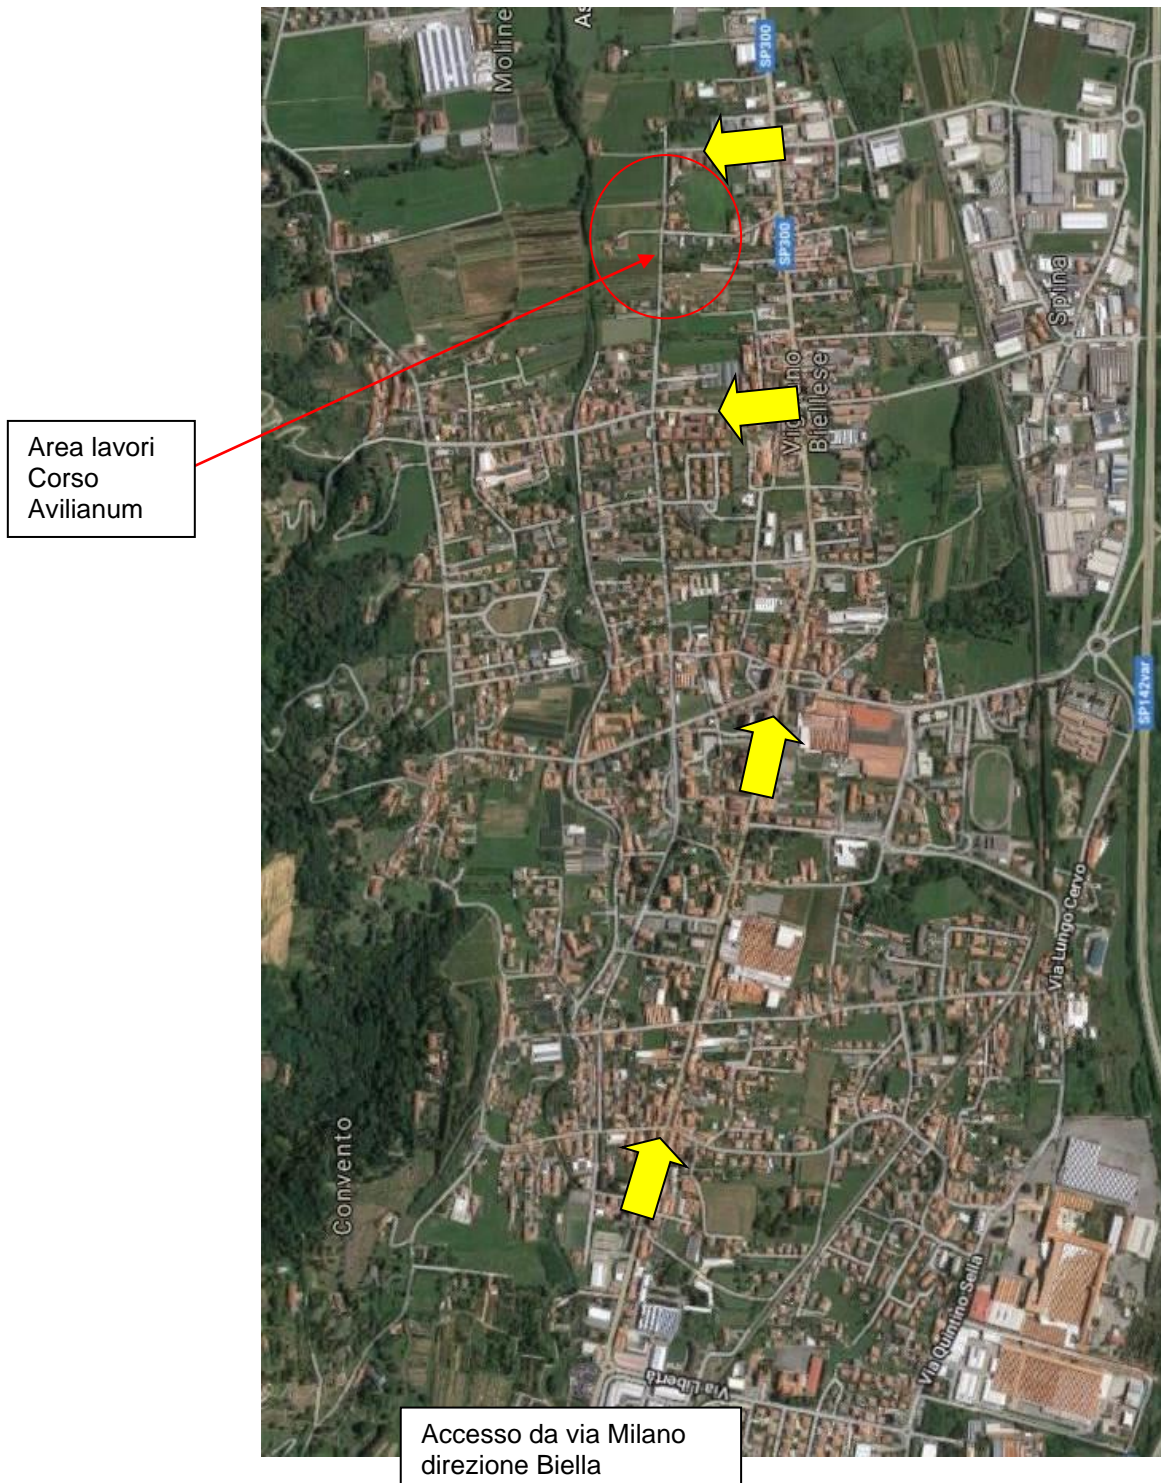 Moline
As
SP300
SP300
Spina
Biellese
Area lavori
Corso
Avilianum
SP142var
Via Lungo Cervo
Convento
Via Quintino Sella
Via Libertà
Accesso da via Milano
direzione Biella